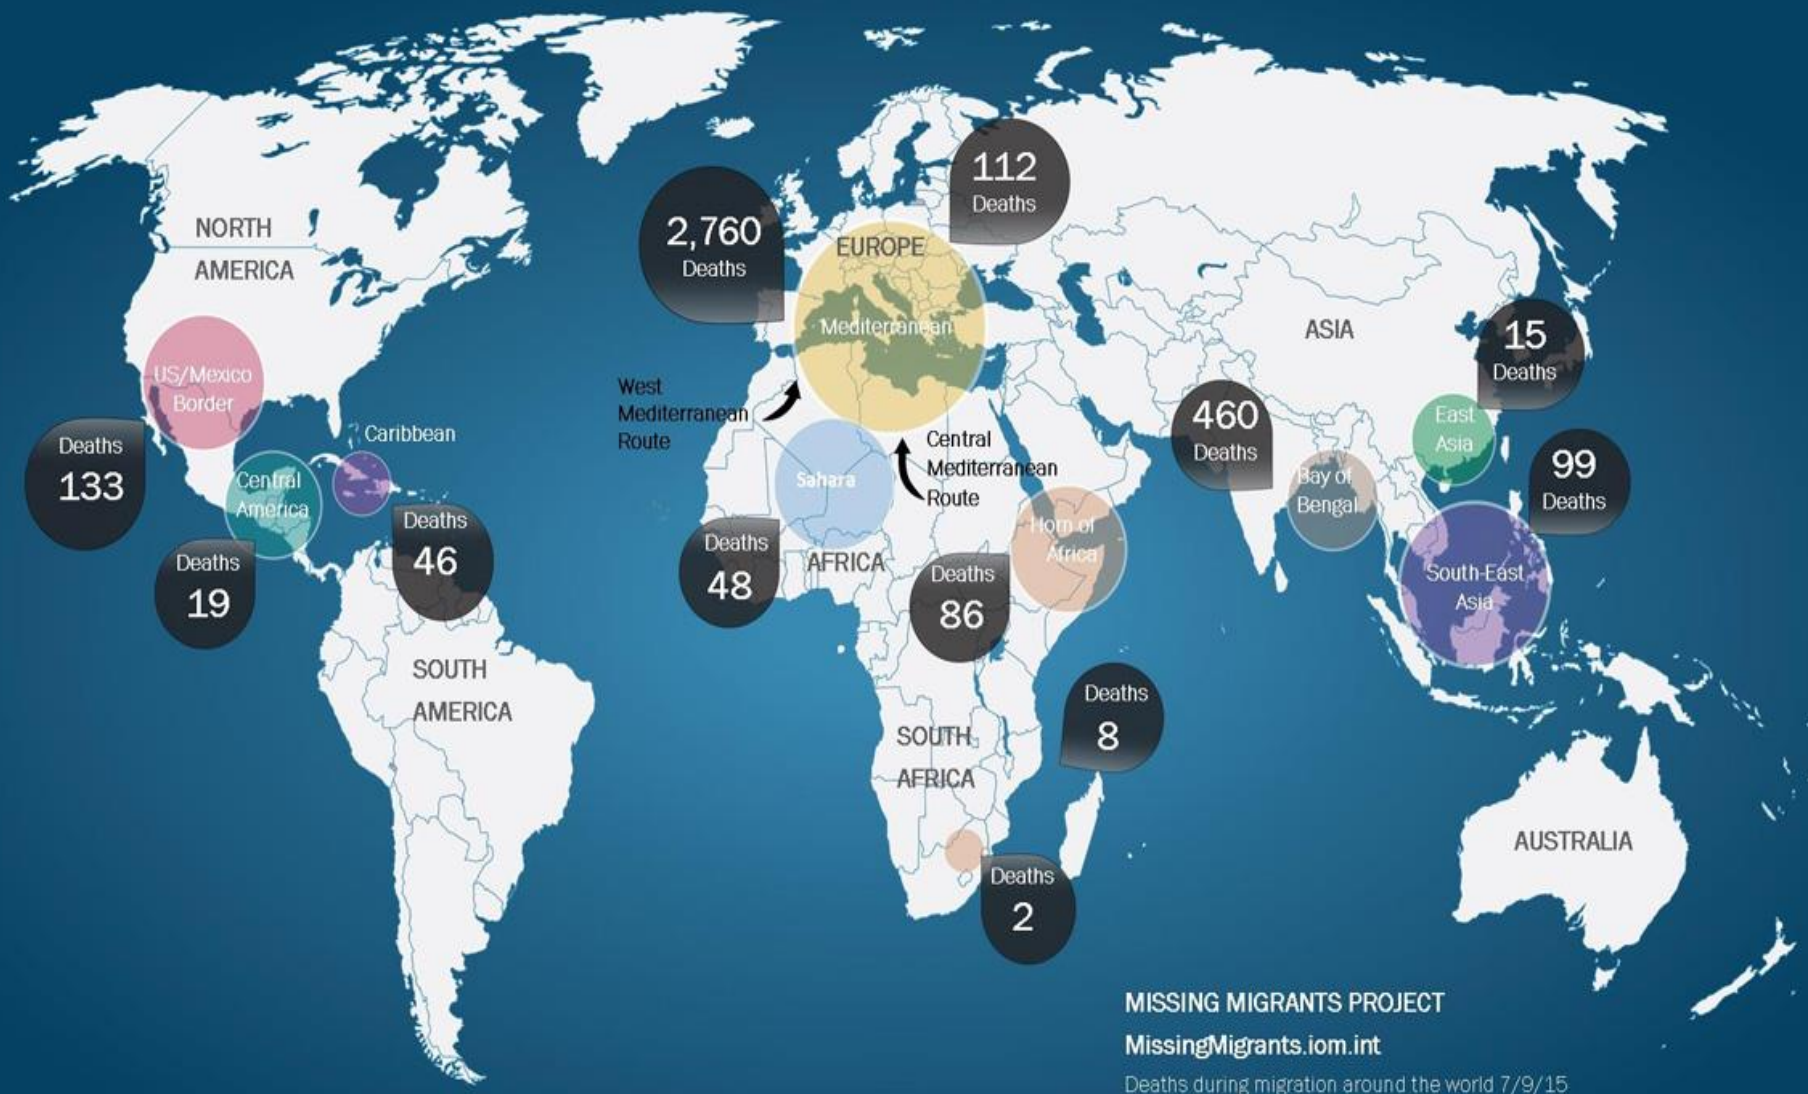 112
Deaths
2,760
Deaths
NORTH
AMERICA
EUROPE
Mediterranean
ASIA
15
Deaths
US/Mexico
Border
West
Mediterranean
Route
460
Deaths
East
Asia
Caribbean
Deaths
133
Central
Mediterranean
Route
99
Deaths
Central
America
Sahara
Bay of
Bengal
Deaths
46
Deaths
48
Horn of
Africa
Deaths
19
AFRICA
Deaths
86
South-East
Asia
SOUTH
AMERICA
Deaths
8
SOUTH
AFRICA
AUSTRALIA
Deaths
2
MISSING MIGRANTS PROJECT
MissingMigrants.iom.int
Deaths during migration around the world 7/9/15